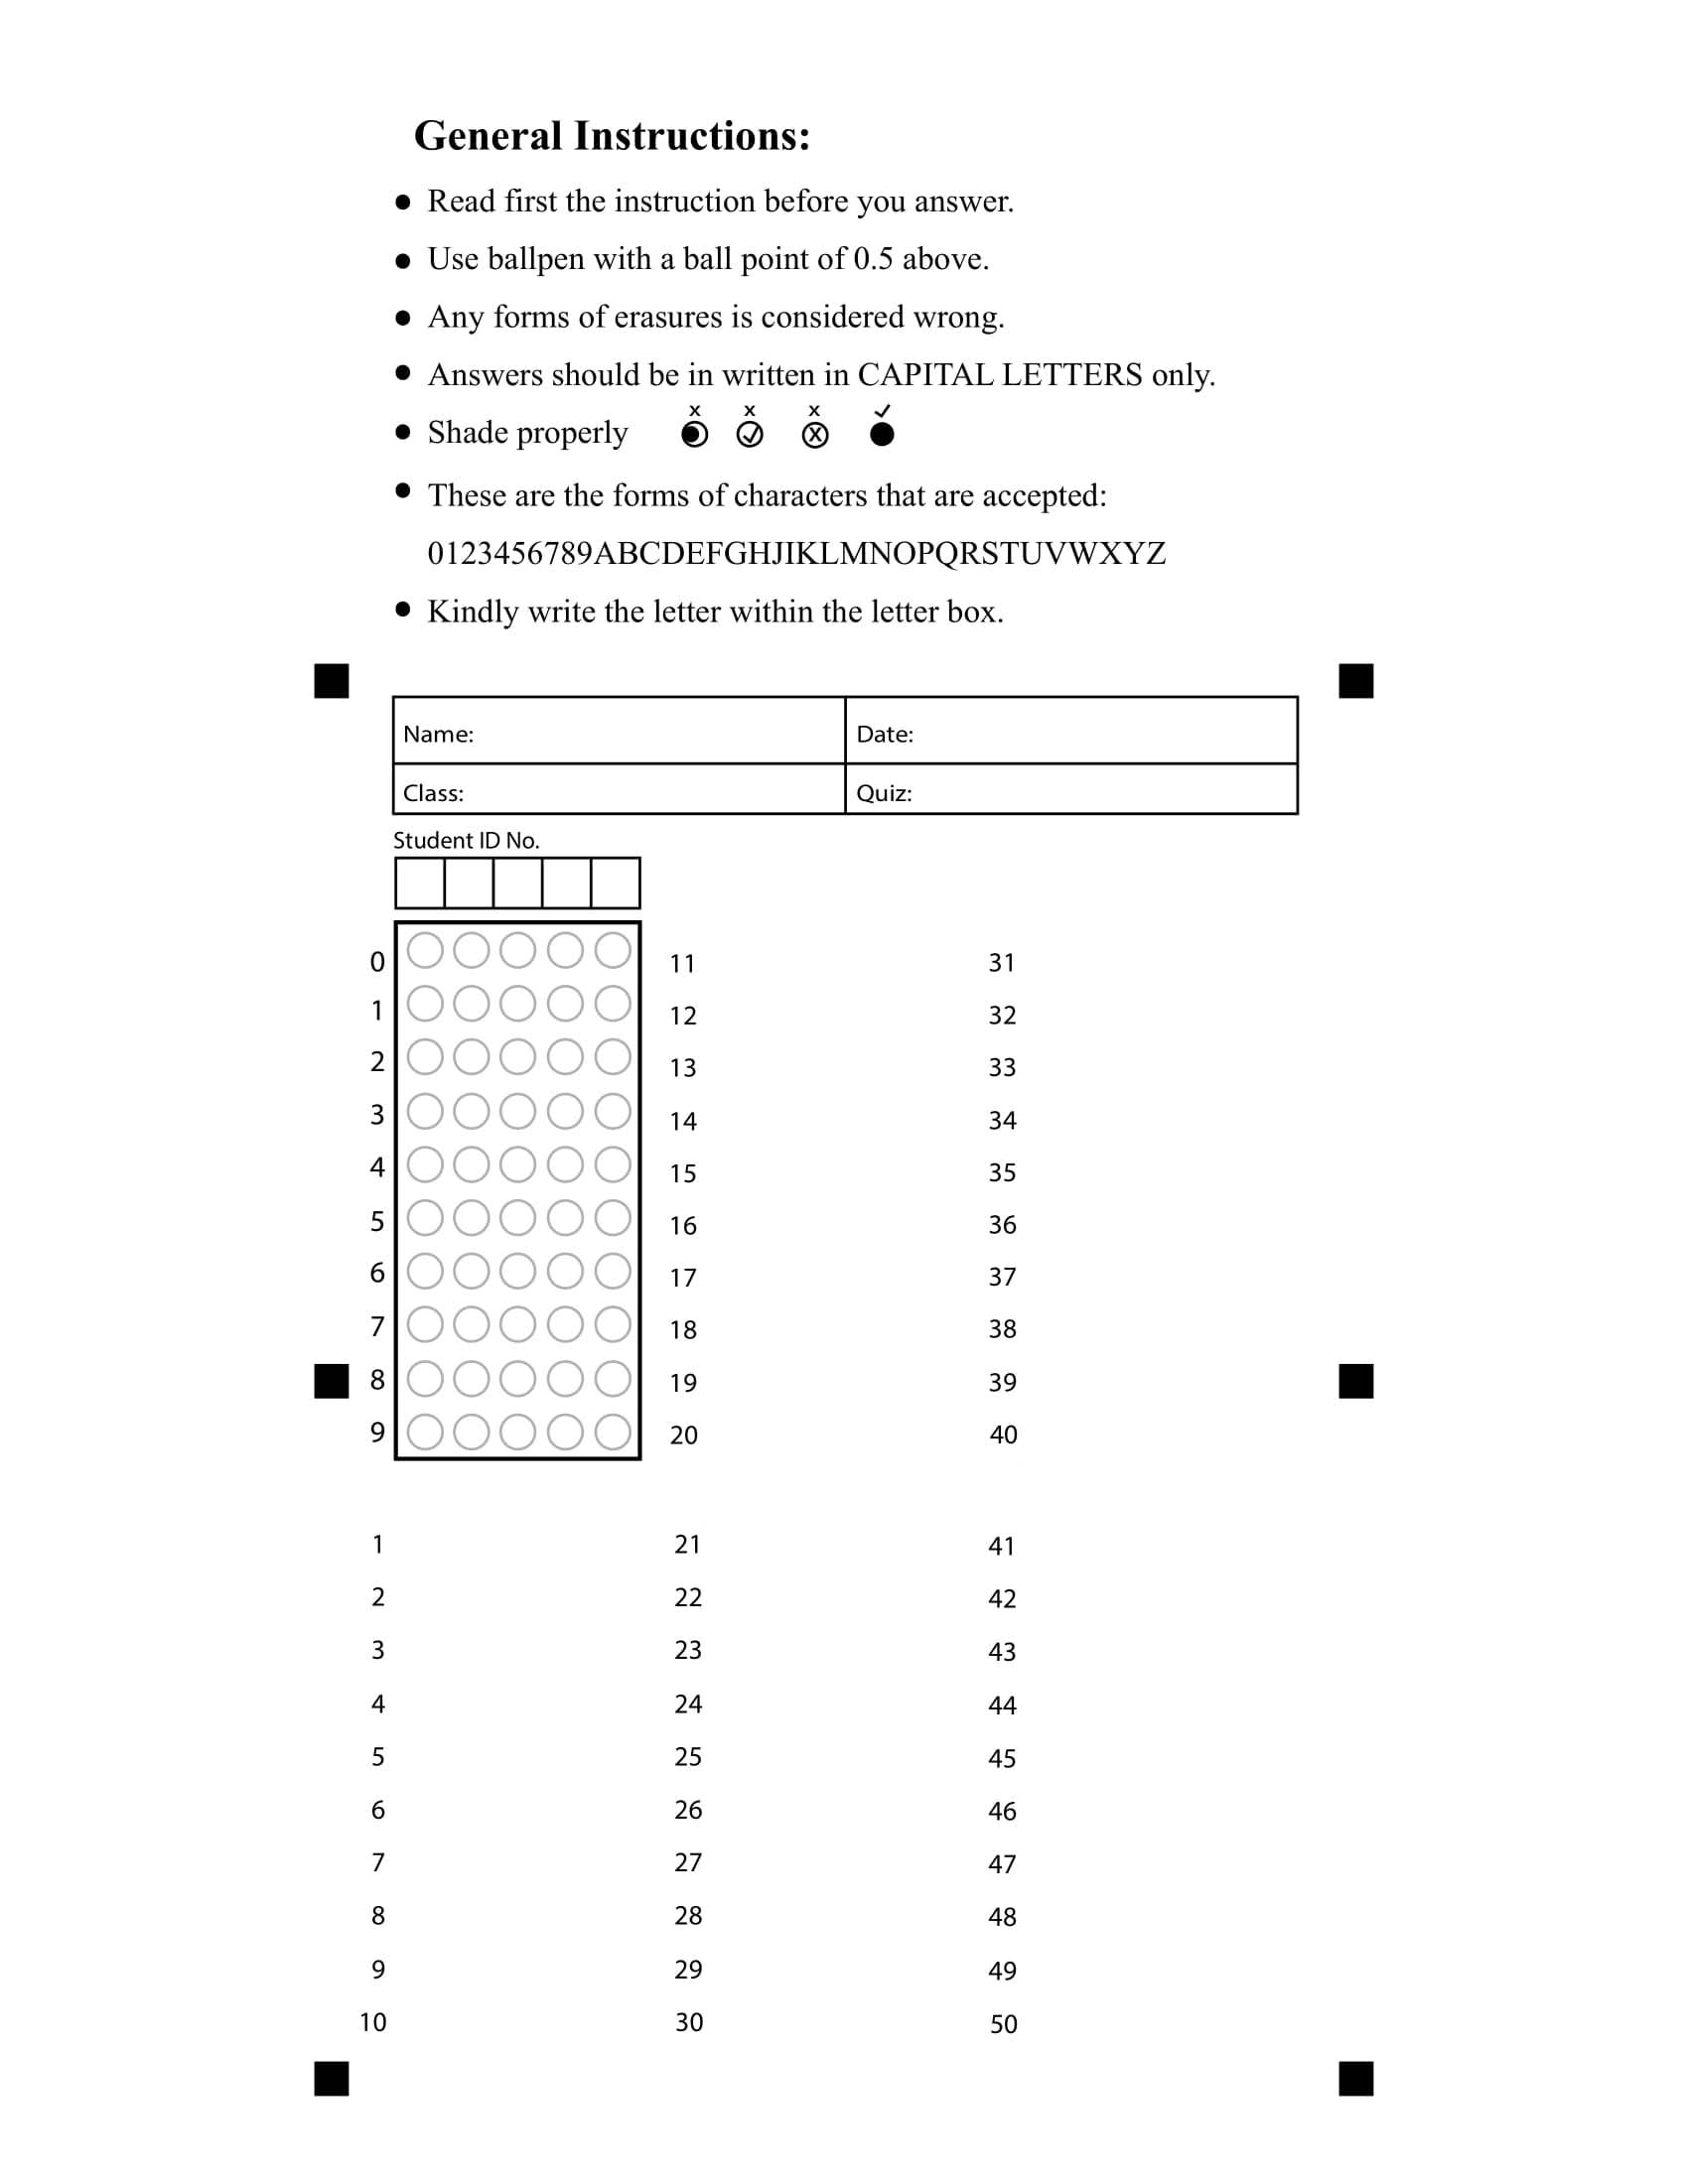 General Instructions:
Read first the instruction before you answer.
Use ballpen with a ball point of 0.5 above.
Any forms of erasures is considered wrong.
Answers should be in written in CAPITAL LETTERS only.
x x x ✓
Shade properly
These are the forms of characters that are accepted:
0123456789ABCDEFGHJIKLMNOPQRSTUVWXYZ
Kindly write the letter within the letter box.
Name: Date:
Class: Quiz:
Student ID No.
0 11 31
1 12 32
2 13 33
3 14 34
4 15 35
5 16 36
6 17 37
7 18 38
8 19 39
9 20 40
1 21 41
2 22 42
3 23 43
4 24 44
5 25 45
6 26 46
7 27 47
8 28 48
9 29 49
10 30 50